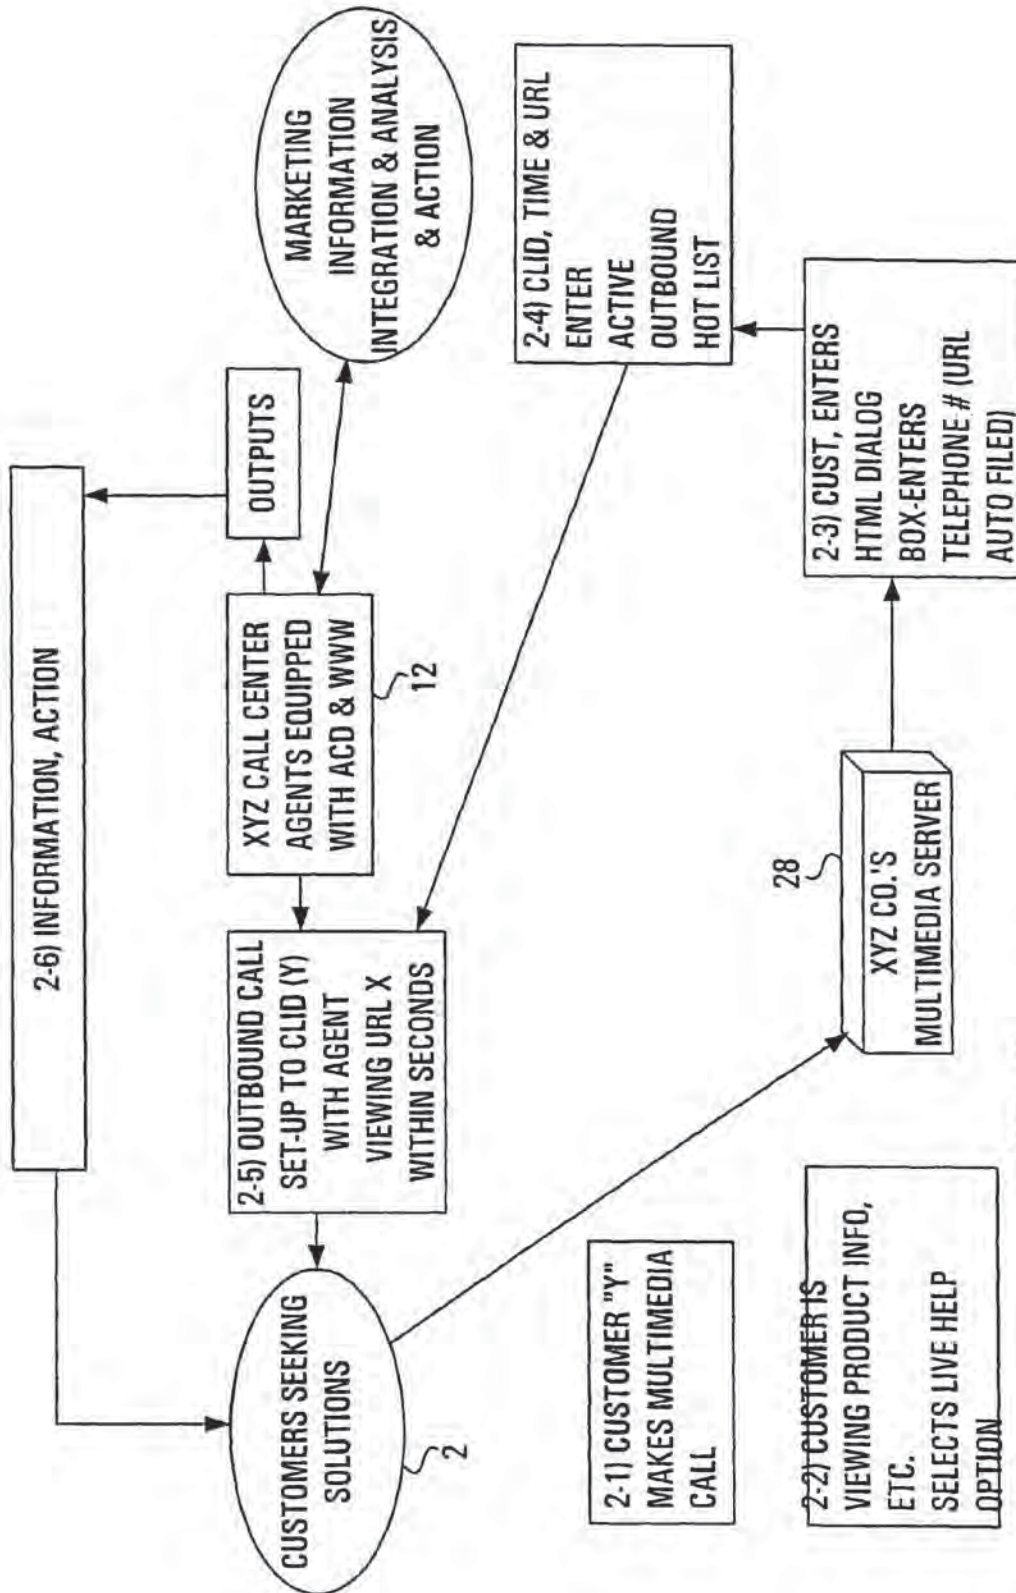 2-6) INFORMATION, ACTION
OUTPUTS
MARKETING
INFORMATION
INTEGRATION & ANALYSIS
& ACTION
XYZ CALL CENTER
AGENTS EQUIPPED
WITH ACD & WWW
12
2-5) OUTBOUND CALL
SET-UP TO CLID (Y)
WITH AGENT
VIEWING URL X
WITHIN SECONDS
CUSTOMERS SEEKING
SOLUTIONS
2
2-4) CLID, TIME & URL
ENTER
ACTIVE
OUTBOUND
HOT LIST
2-1) CUSTOMER "Y"
MAKES MULTIMEDIA
CALL
2-2) CUSTOMER IS
VIEWING PRODUCT INFO,
ETC.
SELECTS LIVE HELP
OPTION
28
XYZ CO.'S
MULTIMEDIA SERVER
2-3) CUST, ENTERS
HTML DIALOG
BOX-ENTERS
TELEPHONE # (URL
AUTO FILED)